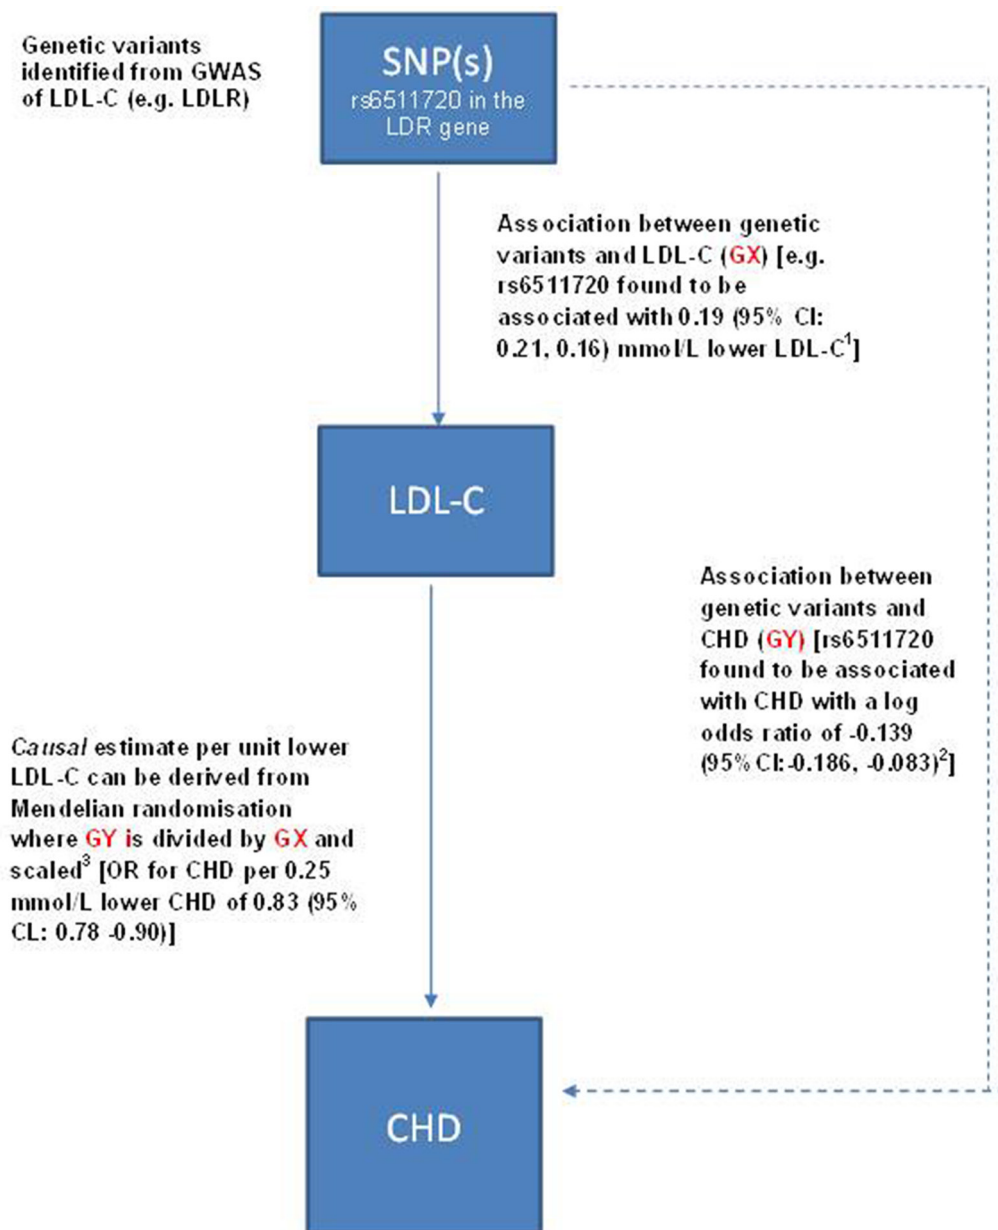 Genetic variants
identified from GWAS
of LDL-C (e.g. LDLR)
SNP(s)
rs6511720 in the
LDR gene
Association between genetic
variants and LDL-C (GX) [e.g.
rs6511720 found to be
associated with 0.19 (95% CI:
0.21, 0.16) mmol/L lower LDL-C¹]
LDL-C
Association between
genetic variants and
CHD (GY) [rs6511720
found to be associated
with CHD with a log
odds ratio of -0.139
(95% CI:-0.186, -0.083)²]
Causal estimate per unit lower
LDL-C can be derived from
Mendelian randomisation
where GY is divided by GX and
scaled³ [OR for CHD per 0.25
mmol/L lower CHD of 0.83 (95%
CL: 0.78 -0.90)]
CHD